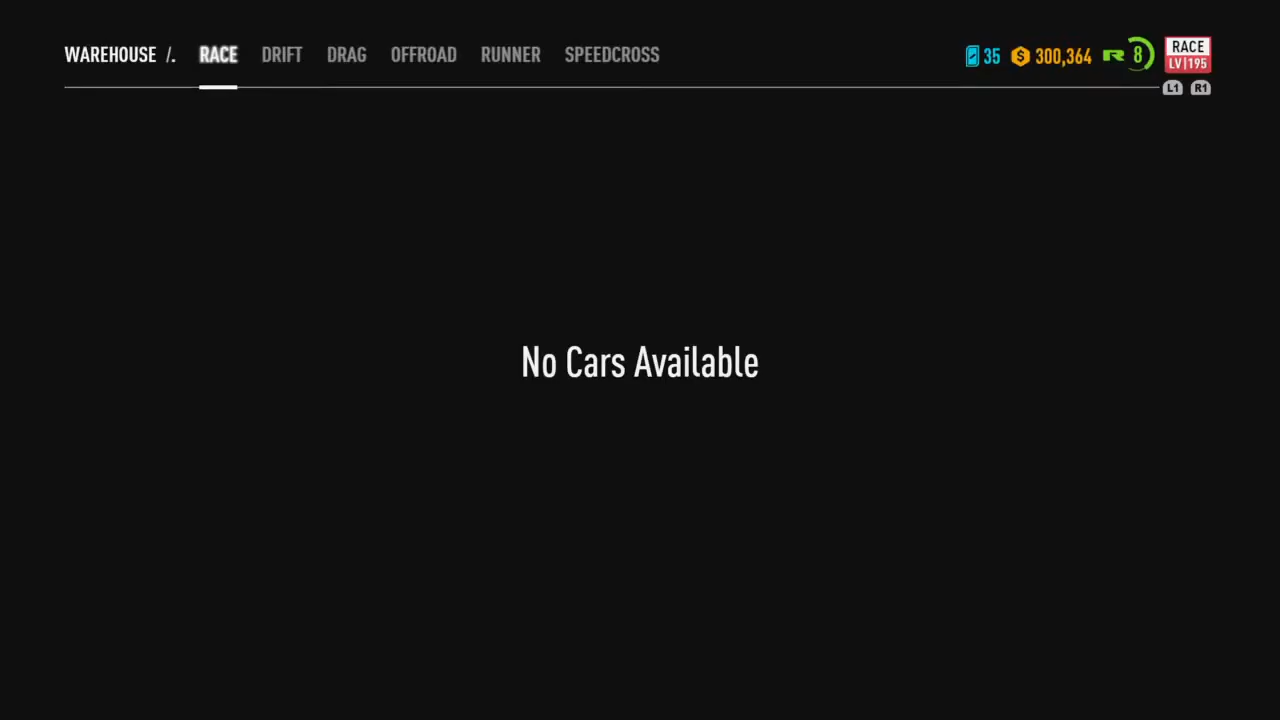 WAREHOUSE /. RACE DRIFT DRAG OFFROAD RUNNER SPEEDCROSS 35 300,364 R 8 RACE
LV|195
L1 R1
No Cars Available